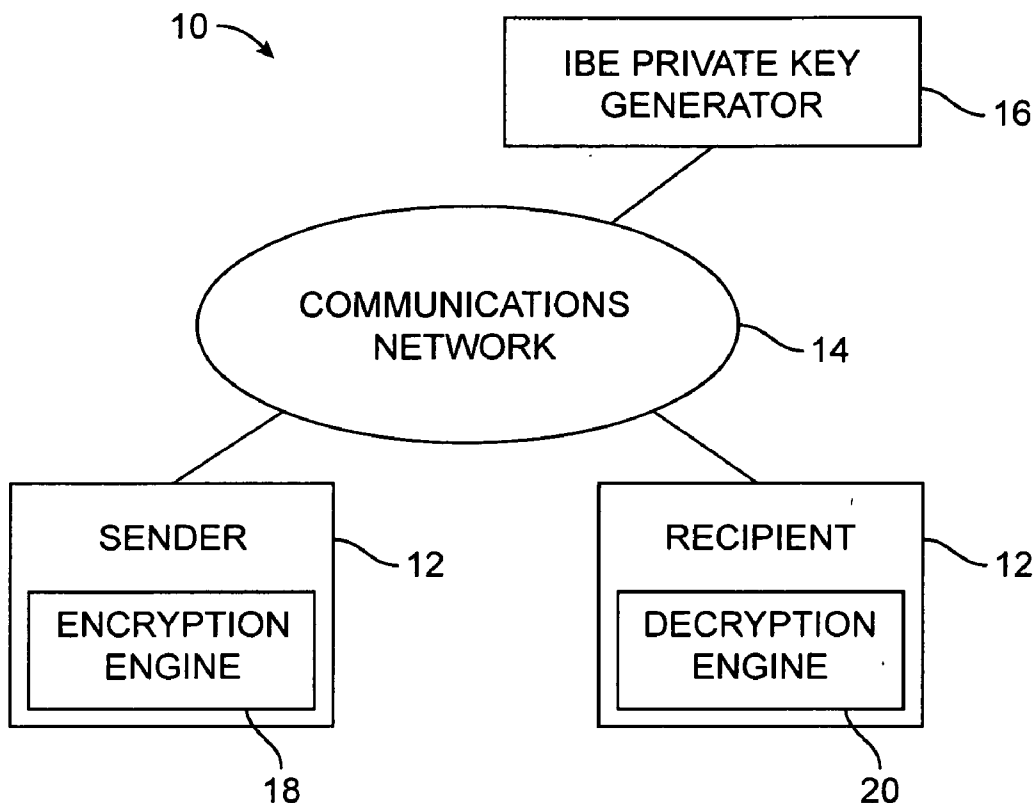 10
IBE PRIVATE KEY
GENERATOR
16
COMMUNICATIONS
NETWORK
14
SENDER
12
RECIPIENT
12
ENCRYPTION
ENGINE
DECRYPTION
ENGINE
18
20